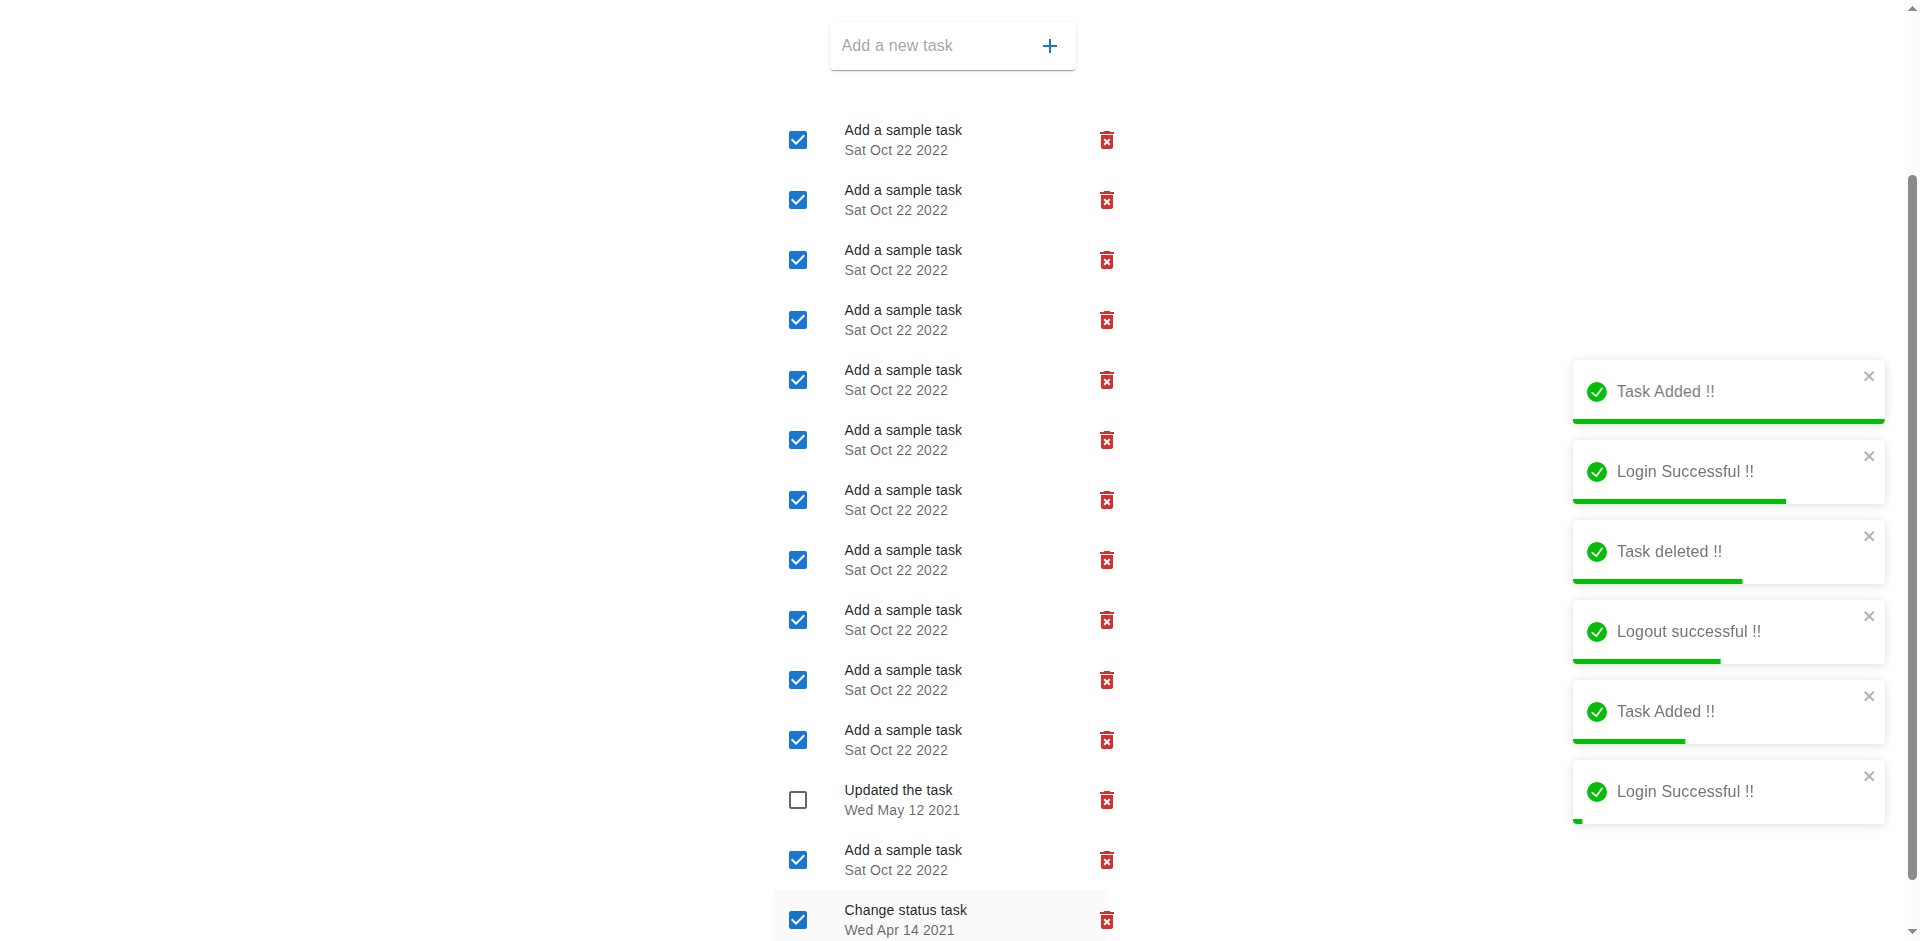 Add a new task
Add a sample task
Sat Oct 22 2022
Add a sample task
Sat Oct 22 2022
Add a sample task
Sat Oct 22 2022
Add a sample task
Sat Oct 22 2022
Add a sample task
Sat Oct 22 2022
Add a sample task
Sat Oct 22 2022
Add a sample task
Sat Oct 22 2022
Add a sample task
Sat Oct 22 2022
Add a sample task
Sat Oct 22 2022
Add a sample task
Sat Oct 22 2022
Add a sample task
Sat Oct 22 2022
Updated the task
Wed May 12 2021
Add a sample task
Sat Oct 22 2022
Change status task
Wed Apr 14 2021
Task Added !!
Login Successful !!
Task deleted !!
Logout successful !!
Task Added !!
Login Successful !!